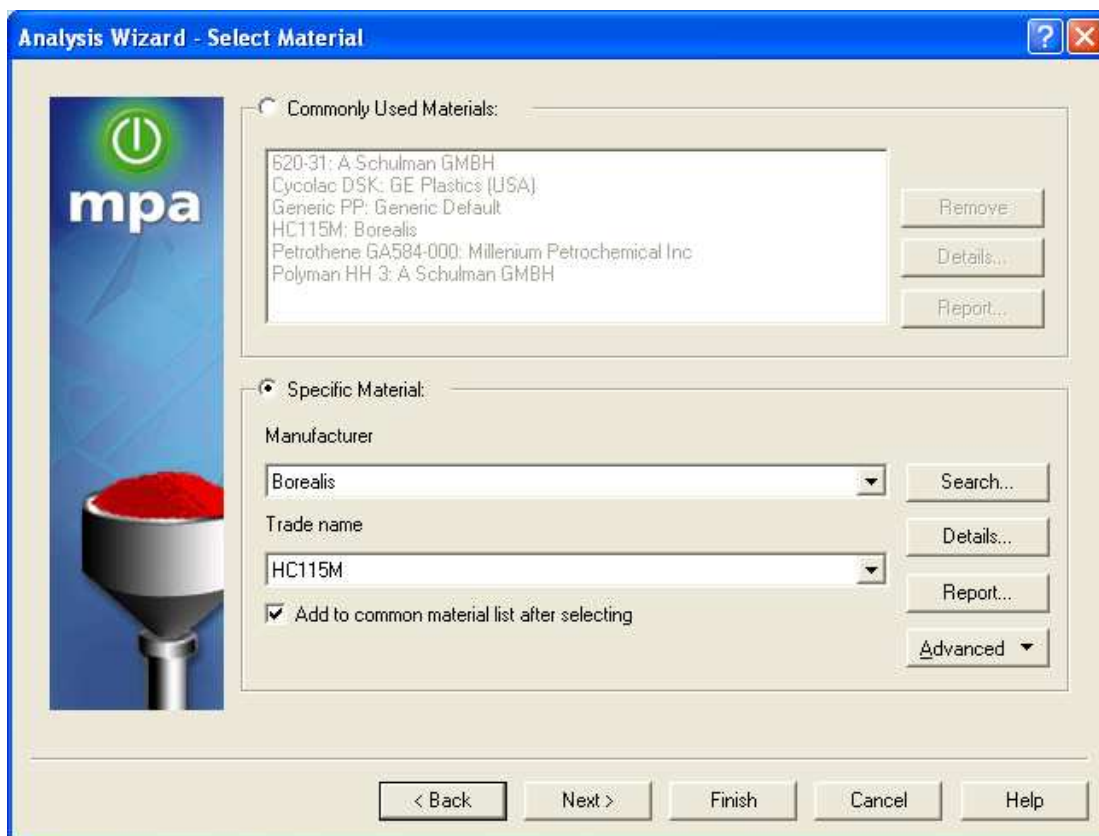 Analysis Wizard - Select Material
mpa
Commonly Used Materials:
620-31: A Schulman GMBH
Cycolac DSK: GE Plastics (USA)
Generic PP: Generic Default
HC115M: Borealis
Petrothene GA584-000: Millenium Petrochemical Inc
Polyman HH 3: A Schulman GMBH
Remove
Details...
Report...
Specific Material:
Manufacturer
Borealis
Search...
Trade name
Details...
HC115M
Report...
Add to common material list after selecting
Advanced
< Back
Next >
Finish
Cancel
Help